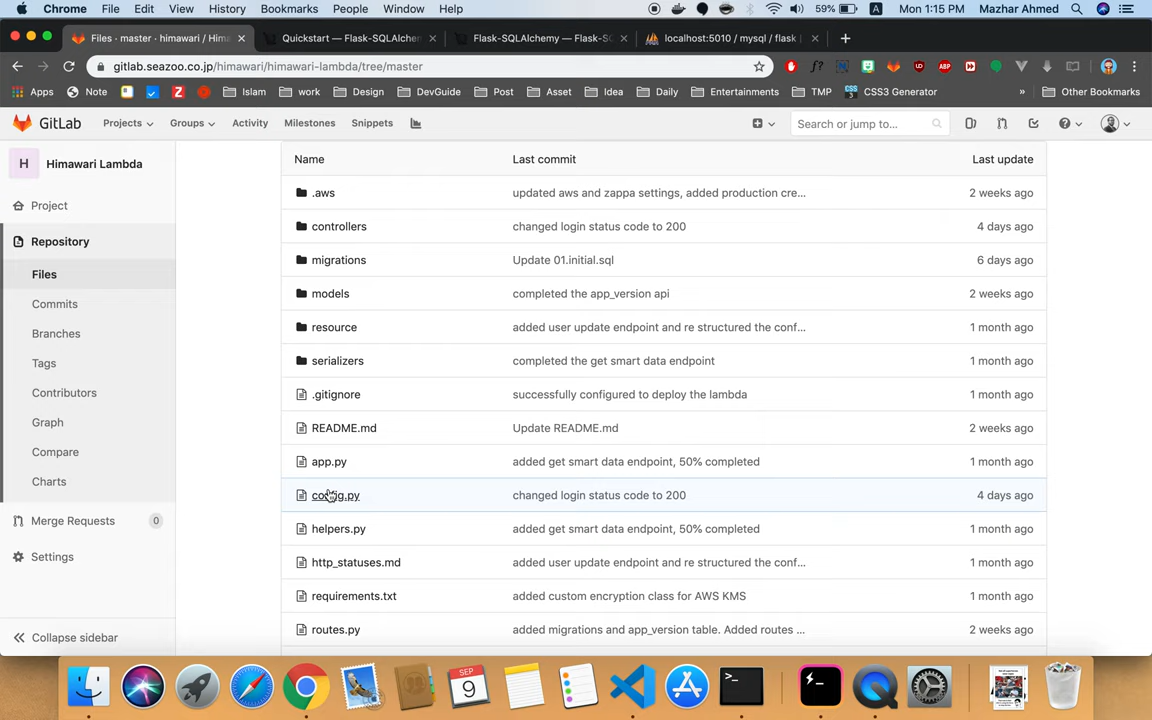 Chrome File Edit View History Bookmarks People Window Help 59% A Mon 1:15 PM Mazhar Ahmed
Files · master · himawari / Hima Quickstart — Flask-SQLAlchem Flask-SQLAlchemy — Flask-SC localhost:5010 / mysql / flask
gitlab.seazoo.co.jp/himawari/himawari-lambda/tree/master
Apps Note Islam work Design DevGuide Post Asset Idea Daily Entertainments TMP CSS3 Generator » Other Bookmarks
GitLab Projects Groups Activity Milestones Snippets Search or jump to...
H Himawari Lambda
Project
Repository
Files
Commits
Branches
Tags
Contributors
Graph
Compare
Charts
Merge Requests 0
Settings
Collapse sidebar
Name Last commit Last update
.aws updated aws and zappa settings, added production cre... 2 weeks ago
controllers changed login status code to 200 4 days ago
migrations Update 01.initial.sql 6 days ago
models completed the app_version api 2 weeks ago
resource added user update endpoint and re structured the conf... 1 month ago
serializers completed the get smart data endpoint 1 month ago
.gitignore successfully configured to deploy the lambda 1 month ago
README.md Update README.md 2 weeks ago
app.py added get smart data endpoint, 50% completed 1 month ago
config.py changed login status code to 200 4 days ago
helpers.py added get smart data endpoint, 50% completed 1 month ago
http_statuses.md added user update endpoint and re structured the conf... 1 month ago
requirements.txt added custom encryption class for AWS KMS 1 month ago
routes.py added migrations and app_version table. Added routes ... 2 weeks ago
SEP
9